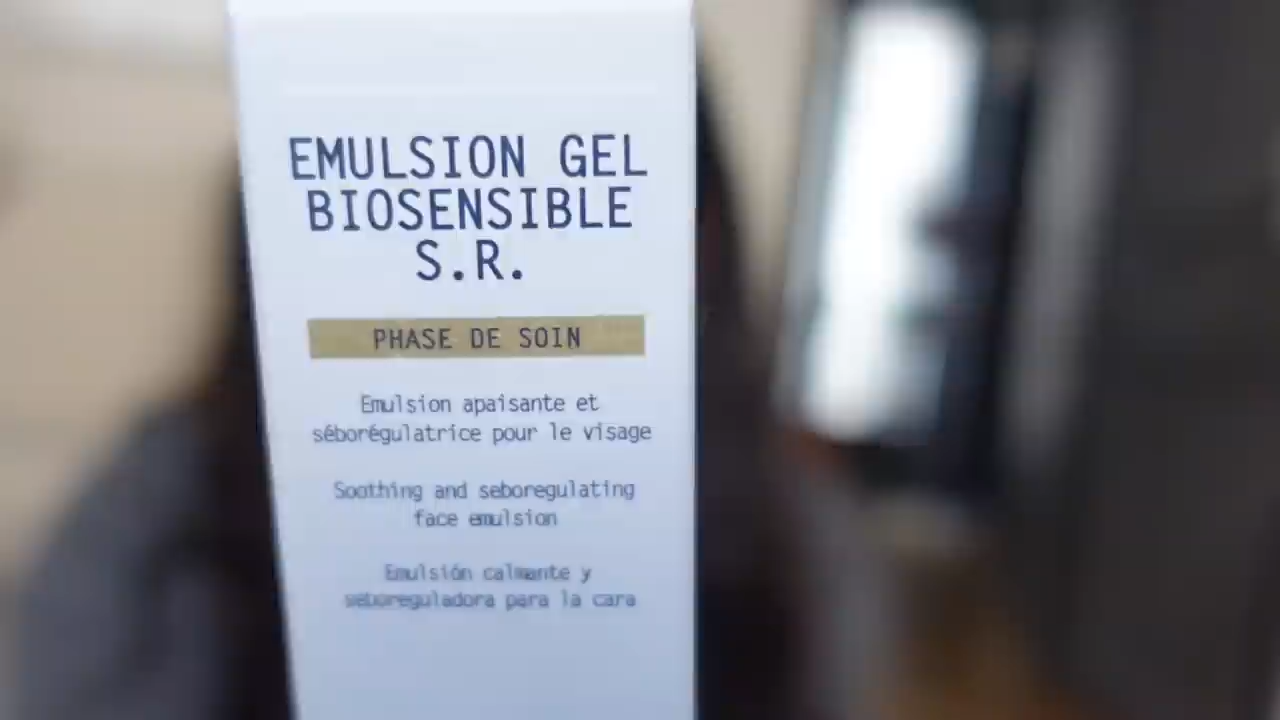 EMULSION GEL
BIOSENSIBLE
S.R.
PHASE DE SOIN
Emulsion apaisante et
séborégulatrice pour le visage
Soothing and seboregulating
face emulsion
Emulsión calmante y
seboreguladora para la cara